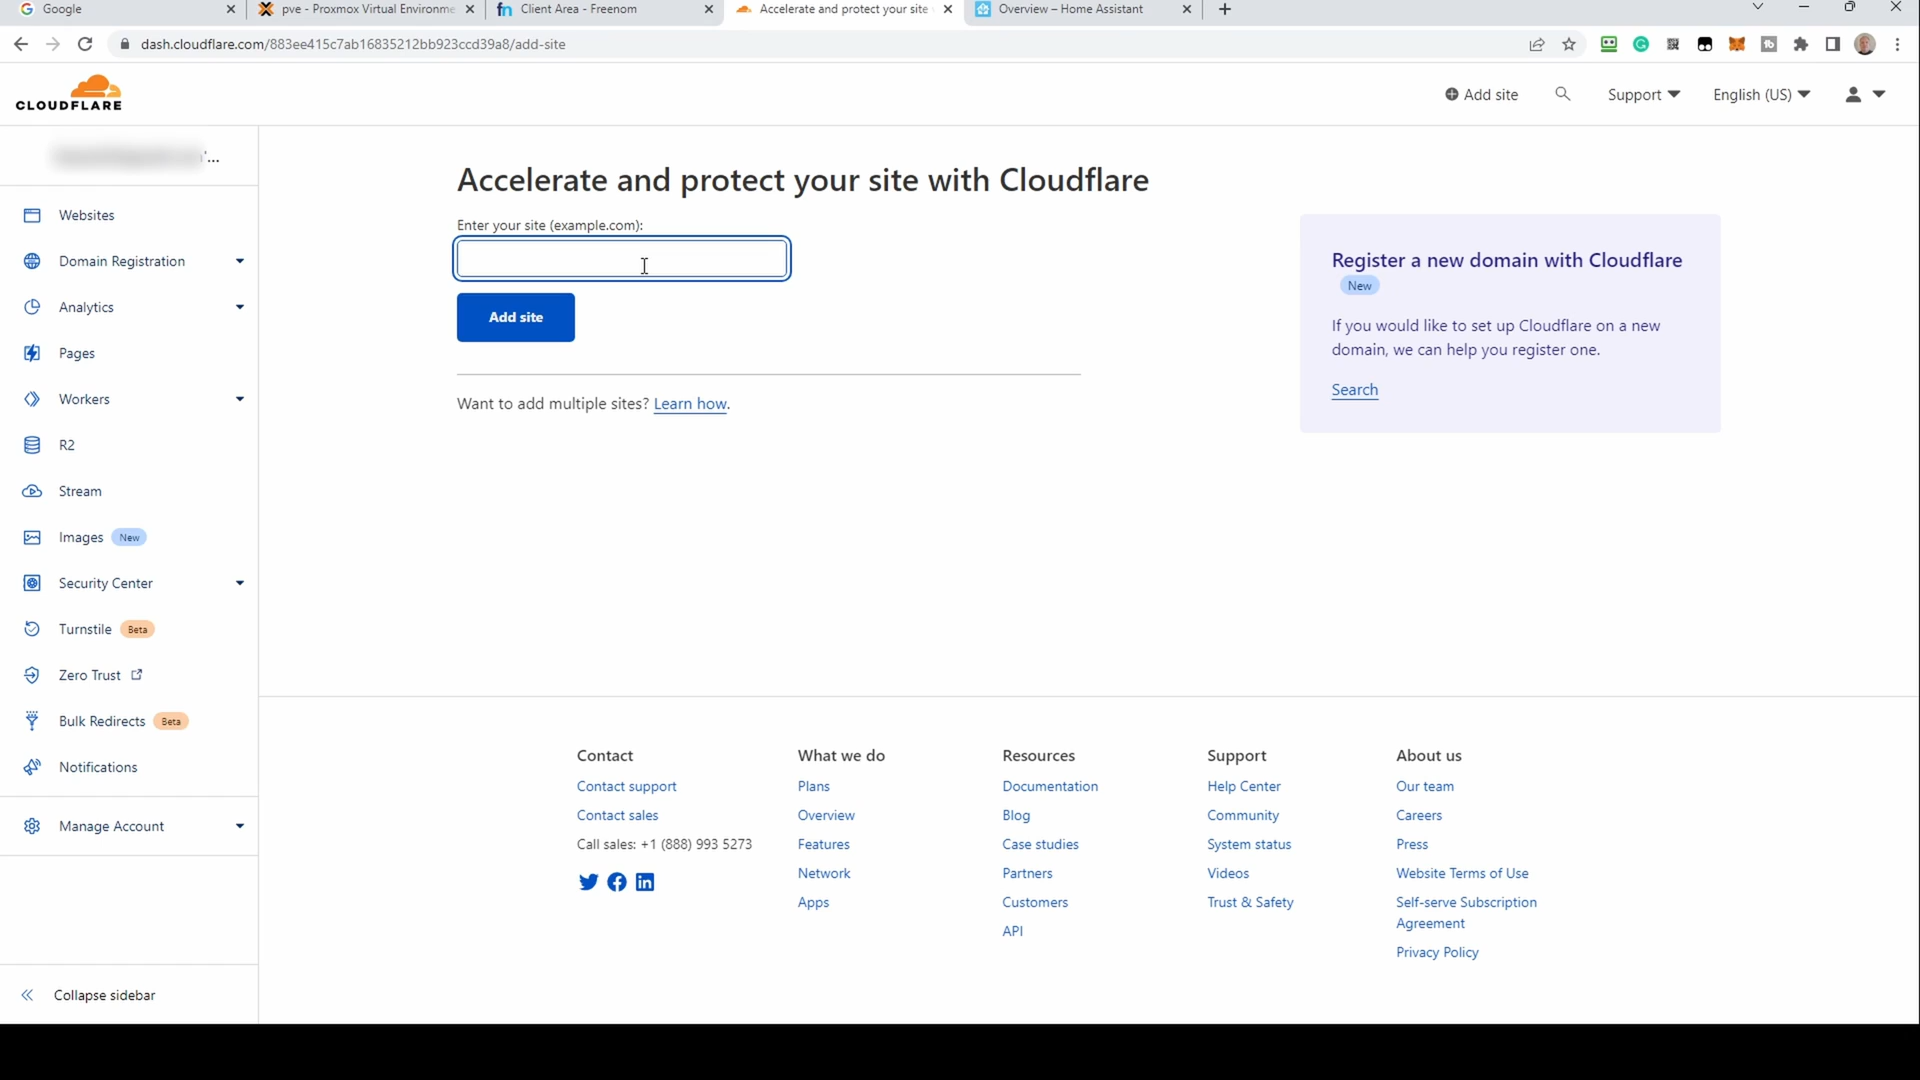 Google
pve - Proxmox Virtual Environme
Client Area - Freenom
Accelerate and protect your site
Overview – Home Assistant
dash.cloudflare.com/883ee415c7ab16835212bb923ccd39a8/add-site
CLOUDFLARE
Add site
Support
English (US)
...
Websites
Domain Registration
Analytics
Pages
Workers
R2
Stream
Images New
Security Center
Turnstile Beta
Zero Trust
Bulk Redirects Beta
Notifications
Manage Account
Collapse sidebar
Accelerate and protect your site with Cloudflare
Enter your site (example.com):
Add site
Want to add multiple sites? Learn how.
Register a new domain with Cloudflare
New
If you would like to set up Cloudflare on a new
domain, we can help you register one.
Search
Contact
Contact support
Contact sales
Call sales: +1 (888) 993 5273
What we do
Plans
Overview
Features
Network
Apps
Resources
Documentation
Blog
Case studies
Partners
Customers
API
Support
Help Center
Community
System status
Videos
Trust & Safety
About us
Our team
Careers
Press
Website Terms of Use
Self-serve Subscription
Agreement
Privacy Policy